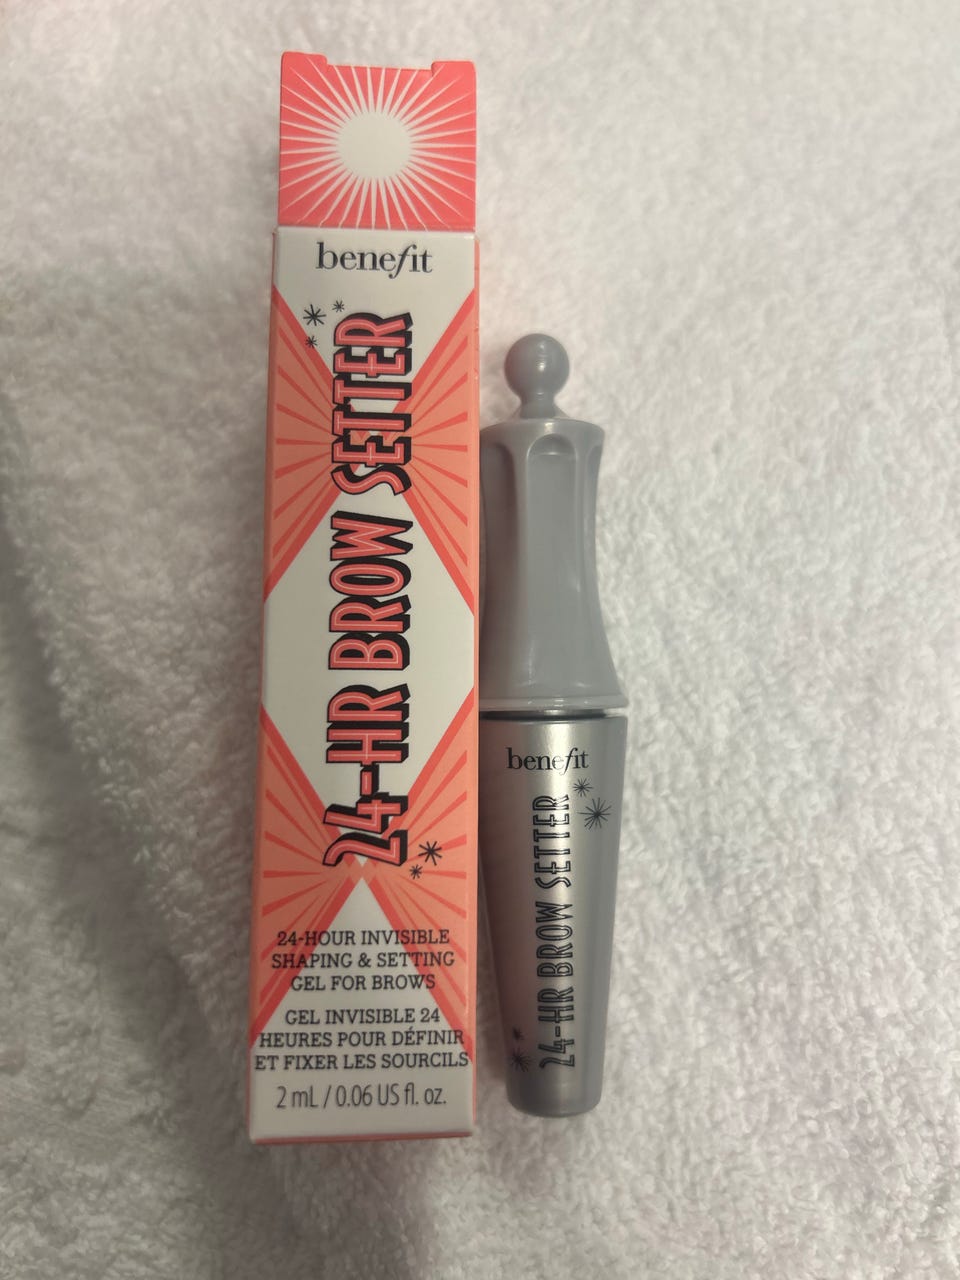 benefit
24-HR BROW SETTER
24-HOUR INVISIBLE
SHAPING & SETTING
GEL FOR BROWS
GEL INVISIBLE 24
HEURES POUR DÉFINIR
ET FIXER LES SOURCILS
2 mL / 0.06 US fl. oz.
benefit
24-HR BROW SETTER